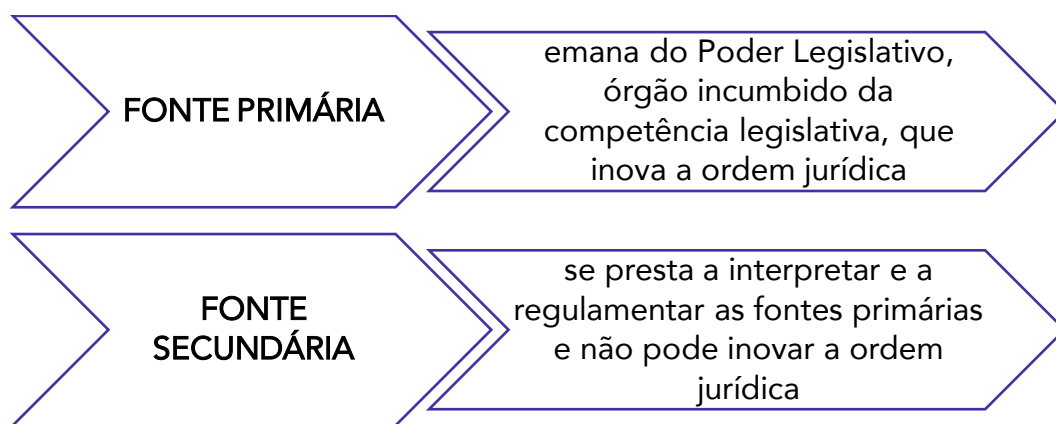 FONTE PRIMÁRIA
emana do Poder Legislativo,
órgão incumbido da
competência legislativa, que
inova a ordem jurídica
FONTE
SECUNDÁRIA
se presta a interpretar e a
regulamentar as fontes primárias
e não pode inovar a ordem
jurídica